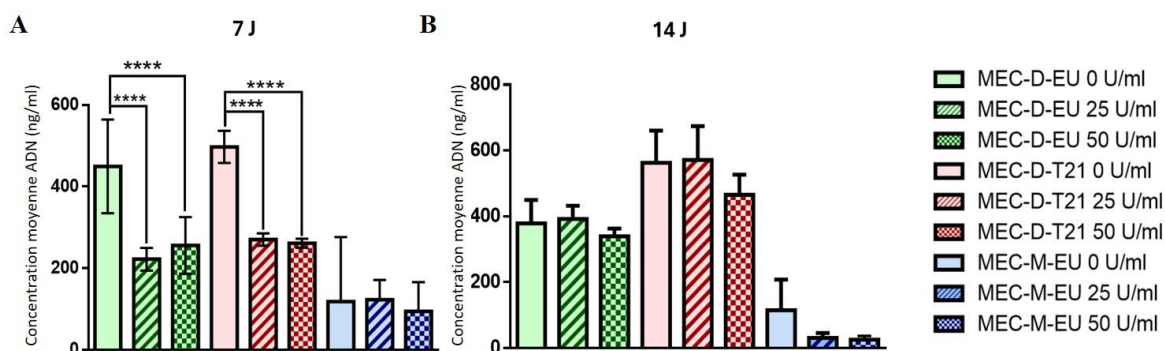 A
7 J
Concentration moyenne ADN (ng/ml)
600
400
200
0
****
****
****
****
B
14 J
Concentration moyenne ADN (ng/ml)
800
600
400
200
0
MEC-D-EU 0 U/ml
MEC-D-EU 25 U/ml
MEC-D-EU 50 U/ml
MEC-D-T21 0 U/ml
MEC-D-T21 25 U/ml
MEC-D-T21 50 U/ml
MEC-M-EU 0 U/ml
MEC-M-EU 25 U/ml
MEC-M-EU 50 U/ml